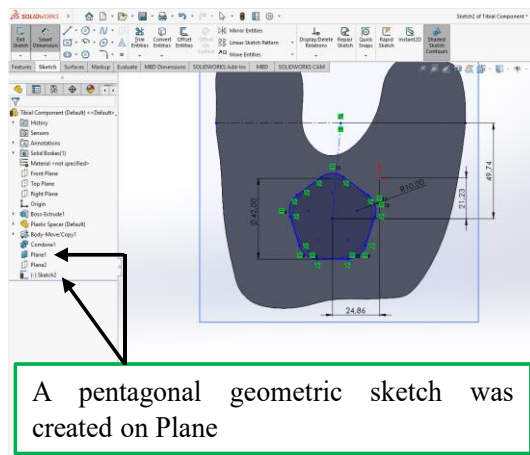 SOLIDWORKS
Sketch2 of Tibial Component *
Exit Sketch
Smart Dimension
Trim Entities
Convert Entities
Offset Entities
Mirror Entities
Linear Sketch Pattern
Move Entities
Display/Delete Relations
Repair Sketch
Quick Snaps
Rapid Sketch
Instant2D
Shaded Sketch Contours
Features Sketch Surfaces Markup Evaluate MBD Dimensions SOLIDWORKS Add-Ins MBD SOLIDWORKS CAM
Tibial Component (Default) <<Default>_
History
Sensors
Annotations
Solid Bodies(1)
Material <not specified>
Front Plane
Top Plane
Right Plane
Origin
Boss-Extrude1
Plastic Spacer (Default)
Body-Move/Copy1
Combine1
Plane1
Plane2
(-) Sketch2
R10,00
49,74
21,23
Ø42,00
24,86
A pentagonal geometric sketch was
created on Plane